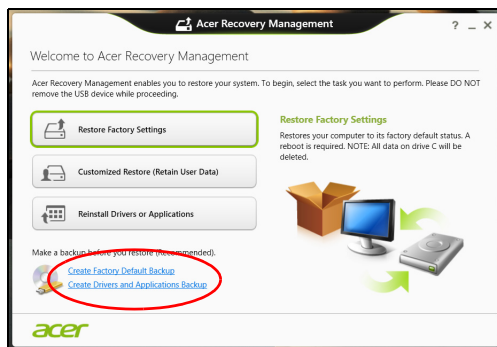 Acer Recovery Management
? _ X
Welcome to Acer Recovery Management
Acer Recovery Management enables you to restore your system. To begin, select the task you want to perform. Please DO NOT
remove the USB device while proceeding.
Restore Factory Settings
Customized Restore (Retain User Data)
Reinstall Drivers or Applications
Restore Factory Settings
Restores your computer to its factory default status. A
reboot is required. NOTE: All data on drive C will be
deleted.
Make a backup before you restore (Recommended).
Create Factory Default Backup
Create Drivers and Applications Backup
acer